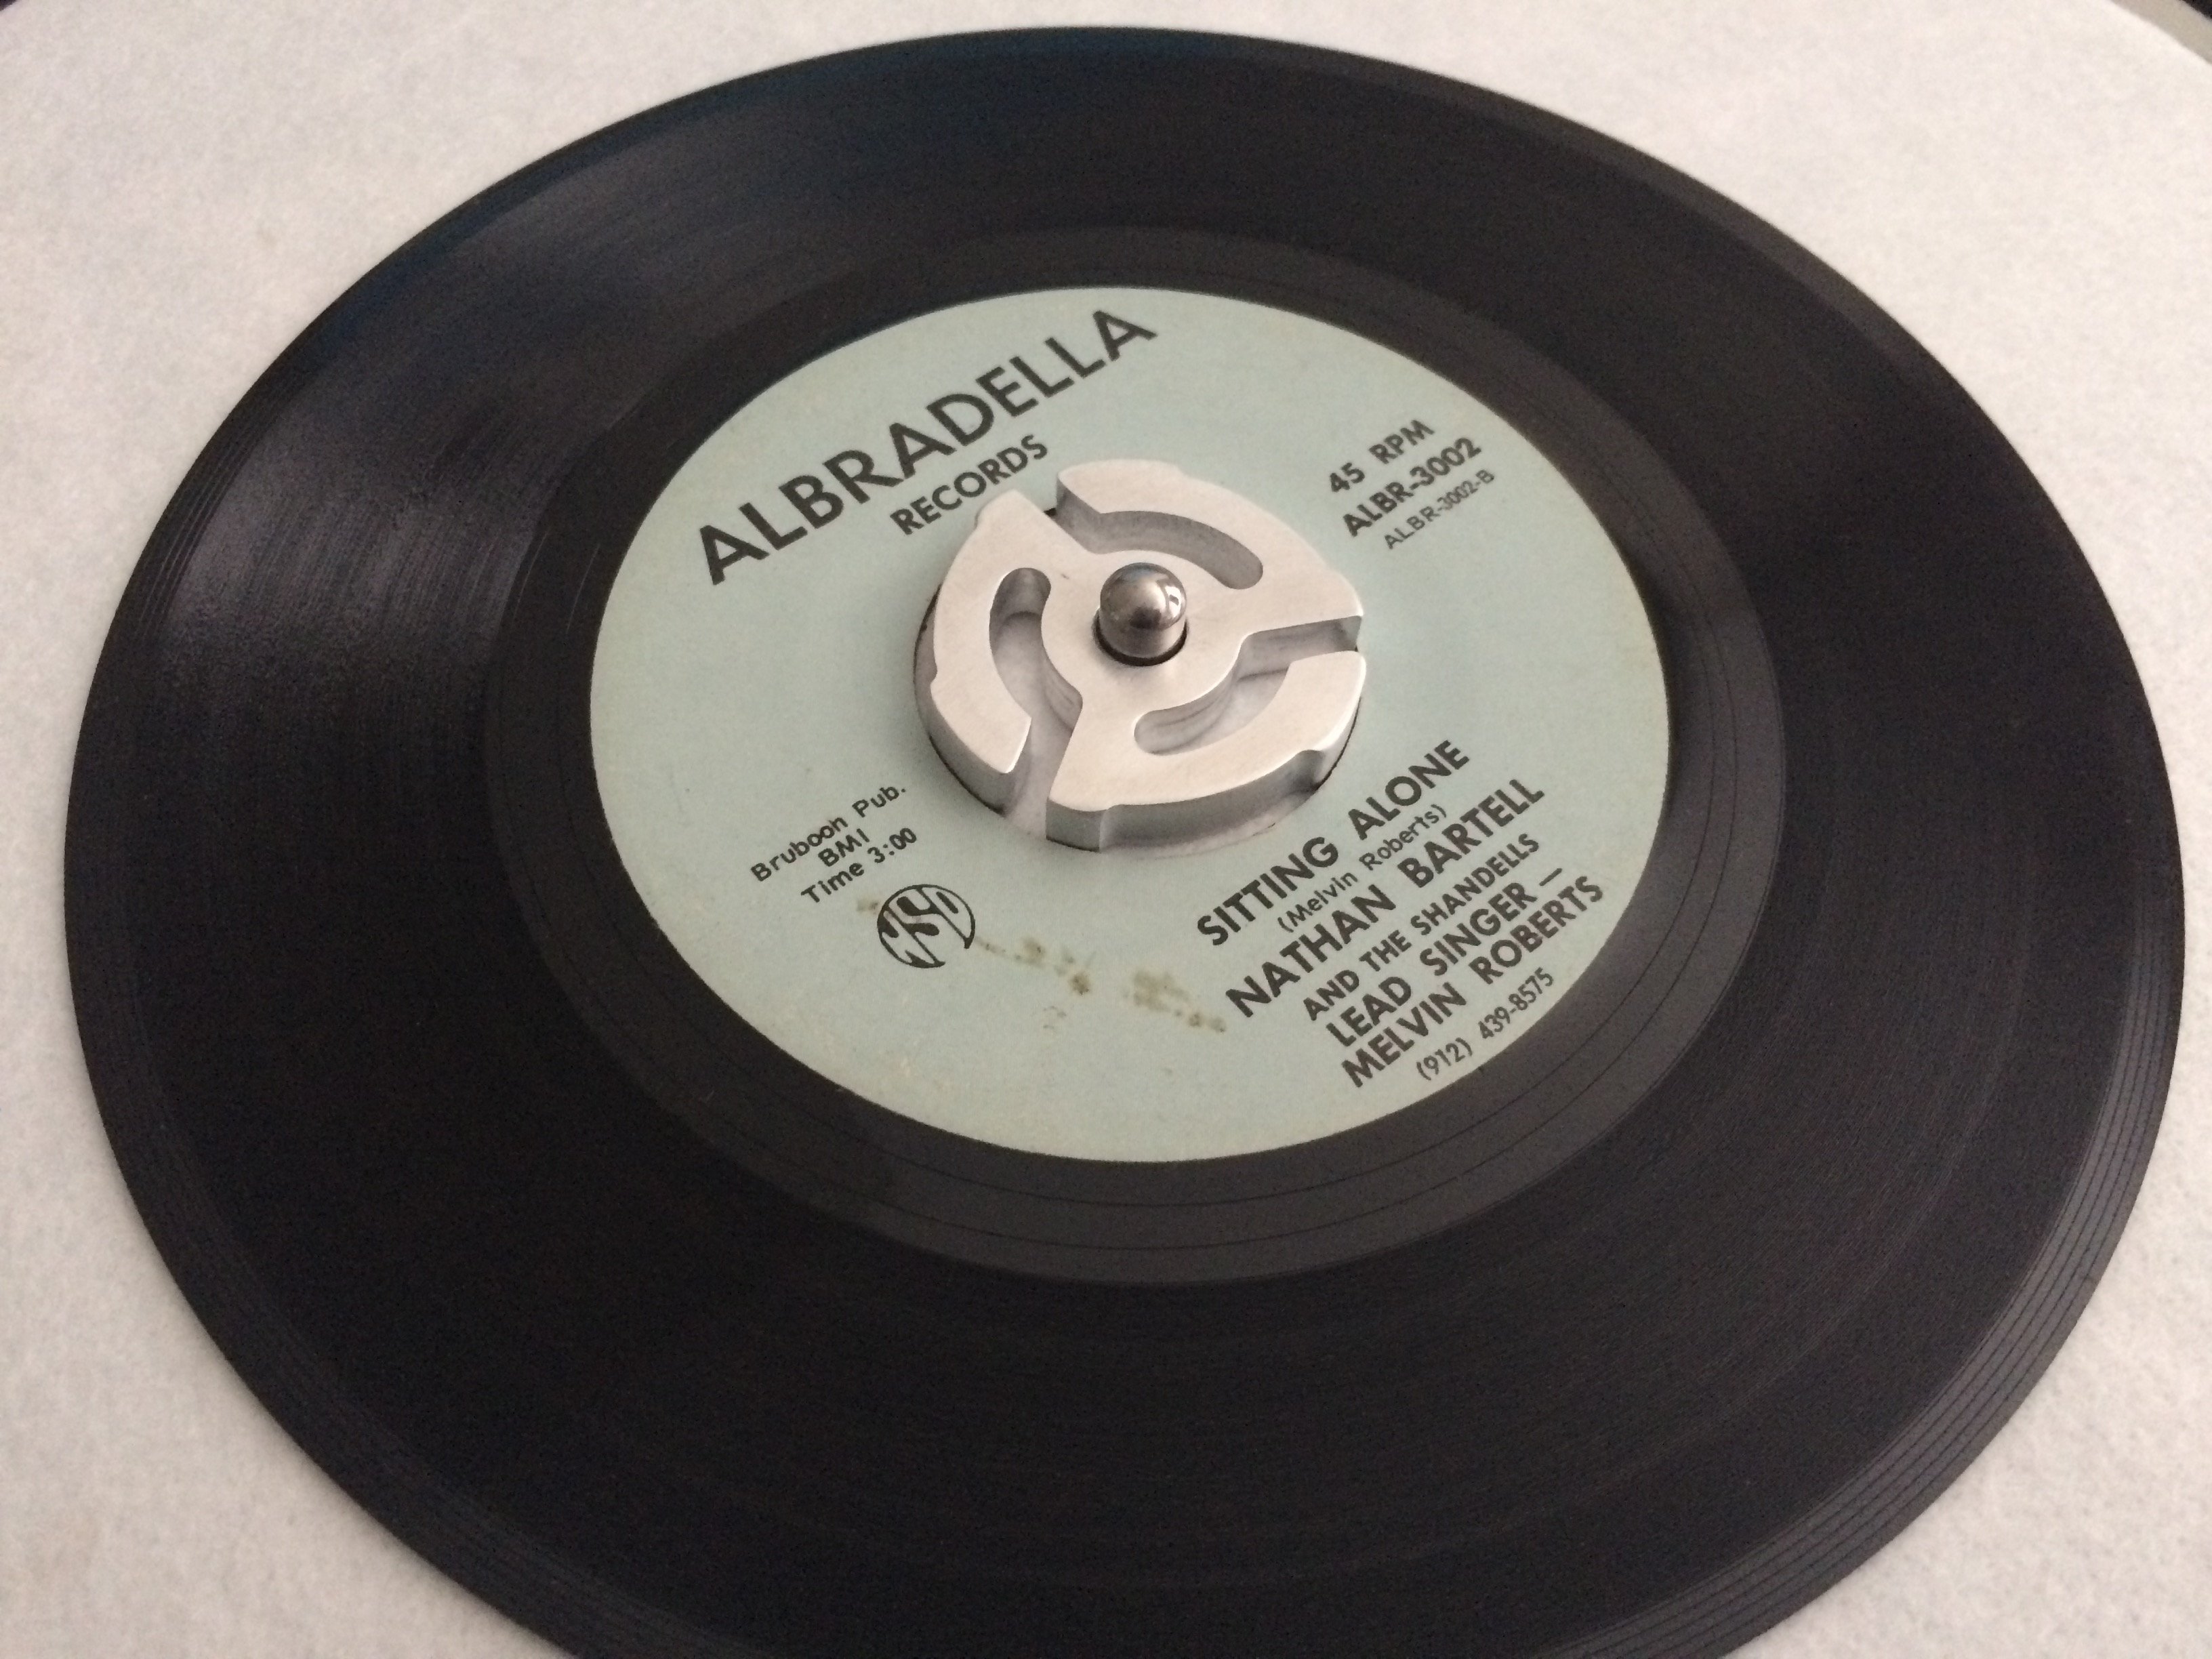 ALBRADELLA
RECORDS
45 RPM
ALBR-3002
ALBR-3002-B
Bruboon Pub.
BMI
Time 3:00
NSD
SITTING ALONE
(Melvin Roberts)
NATHAN BARTELL
AND THE SHANDELLS
LEAD SINGER —
MELVIN ROBERTS
(912) 439-8575